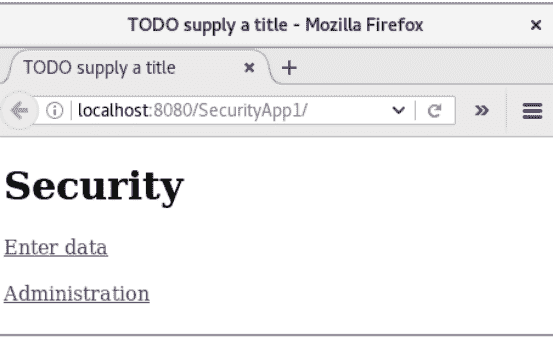 TODO supply a title - Mozilla Firefox
TODO supply a title
localhost:8080/SecurityApp1/
Security
Enter data
Administration